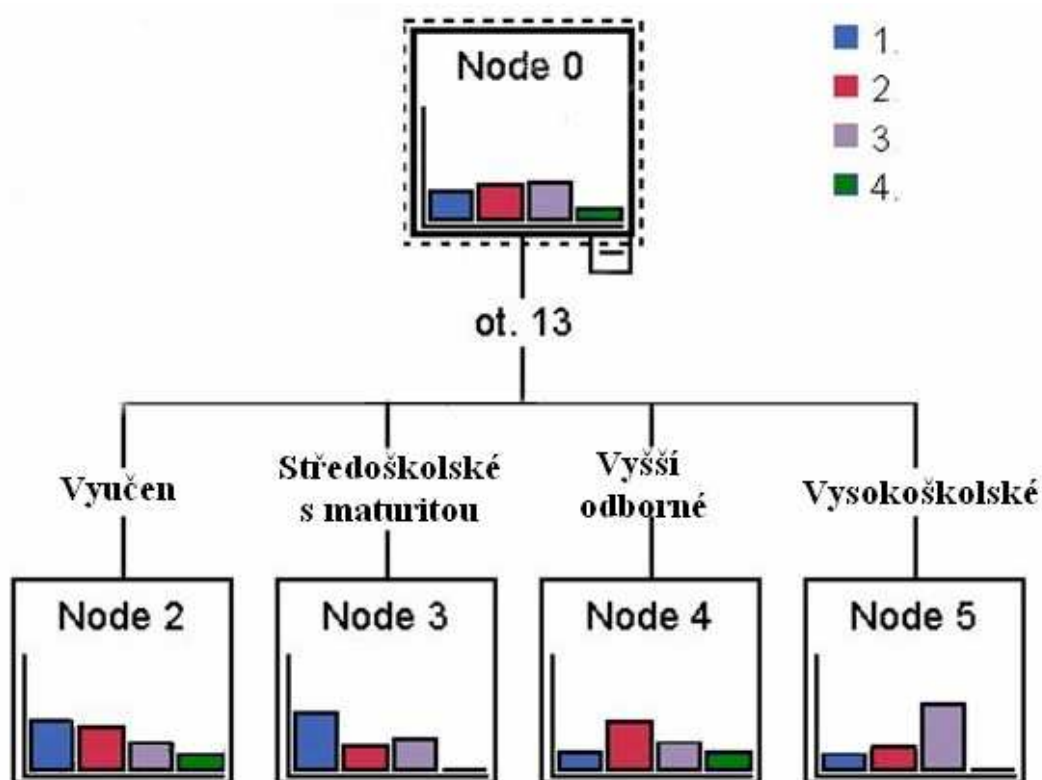 Node 0
1.
2
3
4.
ot. 13
Vyučen
Středoškolské
s maturitou
Vyšší
odborné
Vysokoškolské
Node 2
Node 3
Node 4
Node 5